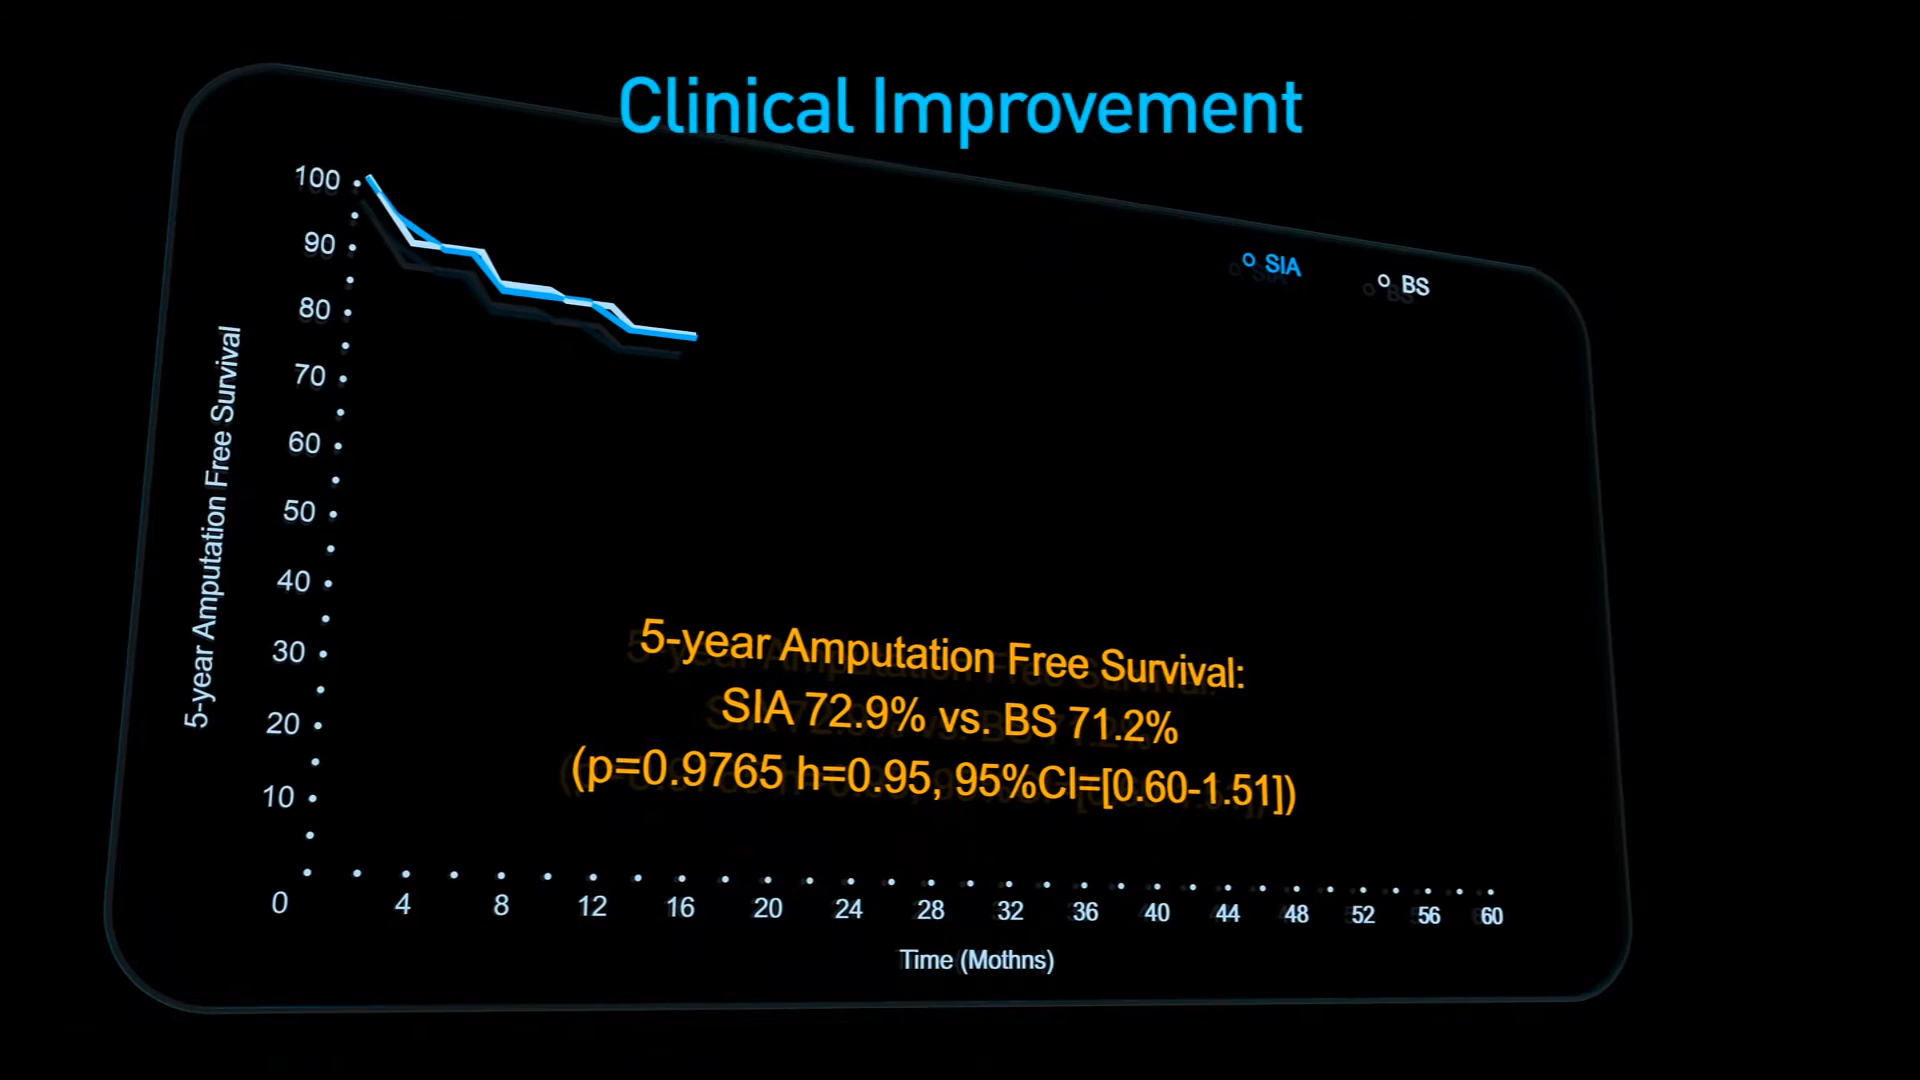 Clinical Improvement
SIA
BS
5-year Amputation Free Survival
100
90
80
70
60
50
40
30
20
10
0
5-year Amputation Free Survival:
SIA 72.9% vs. BS 71.2%
(p=0.9765 h=0.95, 95%CI=[0.60-1.51])
4 8 12 16 20 24 28 32 36 40 44 48 52 56 60
Time (Mothns)